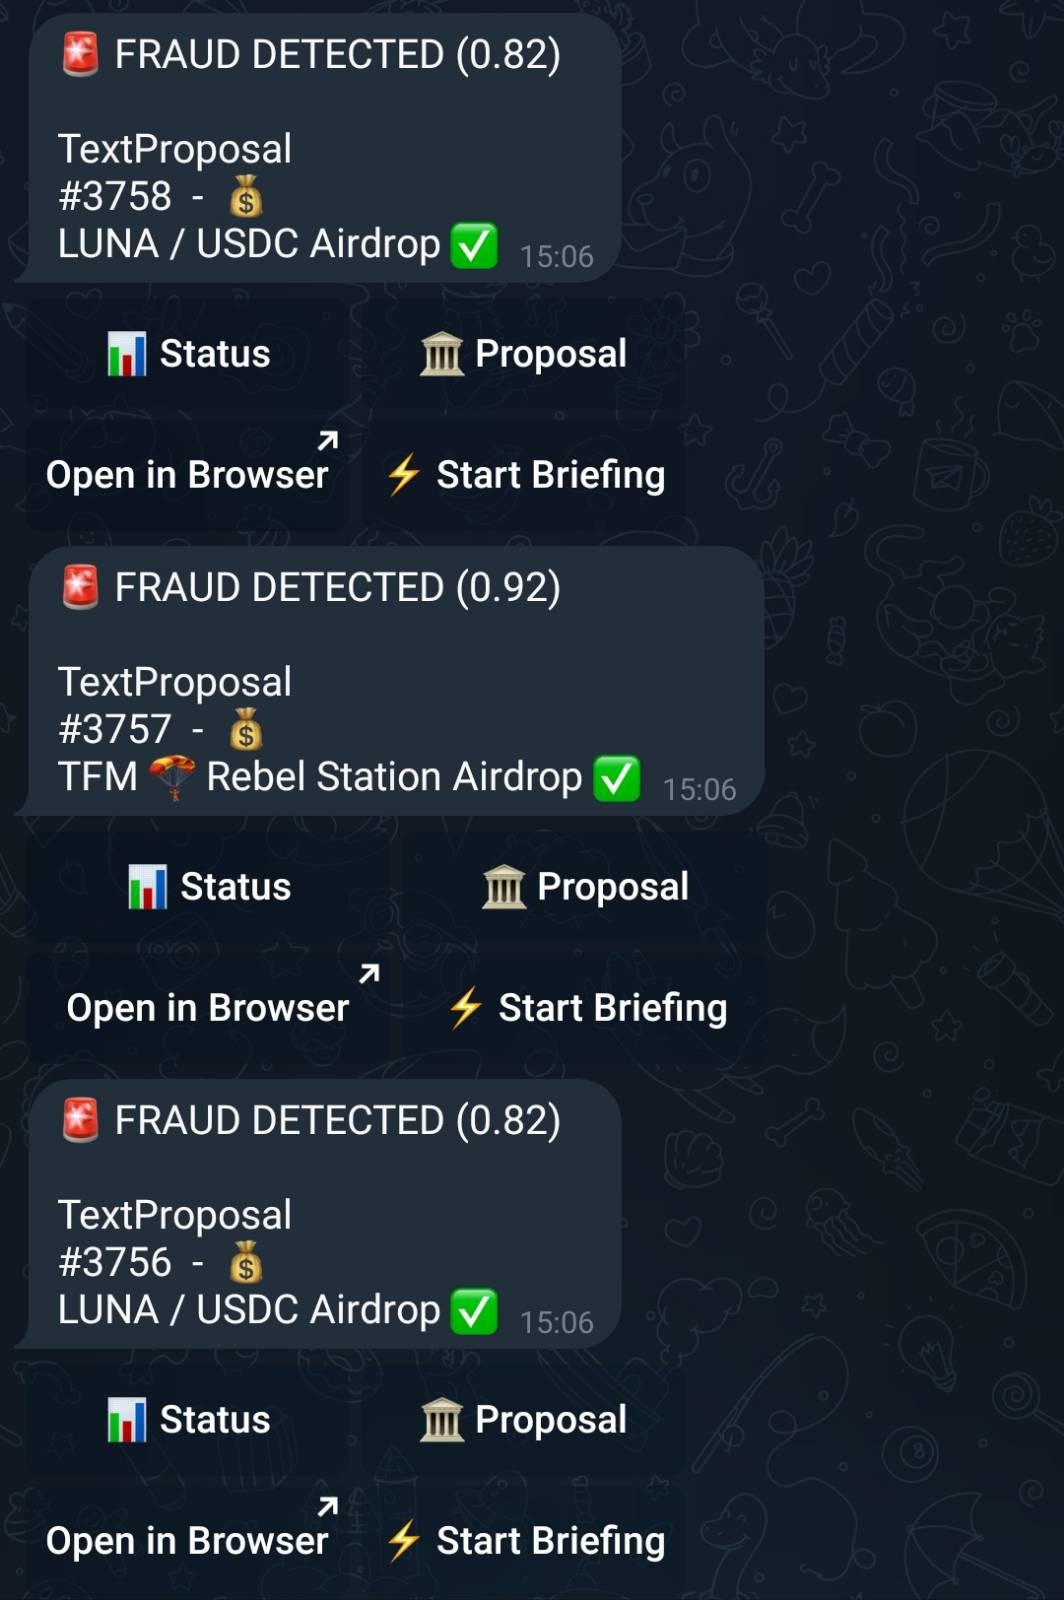 🚨 FRAUD DETECTED (0.82)
TextProposal
#3758 - 💰
LUNA / USDC Airdrop ✅ 15:06
📊 Status 🏛 Proposal
Open in Browser ⚡ Start Briefing
🚨 FRAUD DETECTED (0.92)
TextProposal
#3757 - 💰
TFM 🪂 Rebel Station Airdrop ✅ 15:06
📊 Status 🏛 Proposal
Open in Browser ⚡ Start Briefing
🚨 FRAUD DETECTED (0.82)
TextProposal
#3756 - 💰
LUNA / USDC Airdrop ✅ 15:06
📊 Status 🏛 Proposal
Open in Browser ⚡ Start Briefing